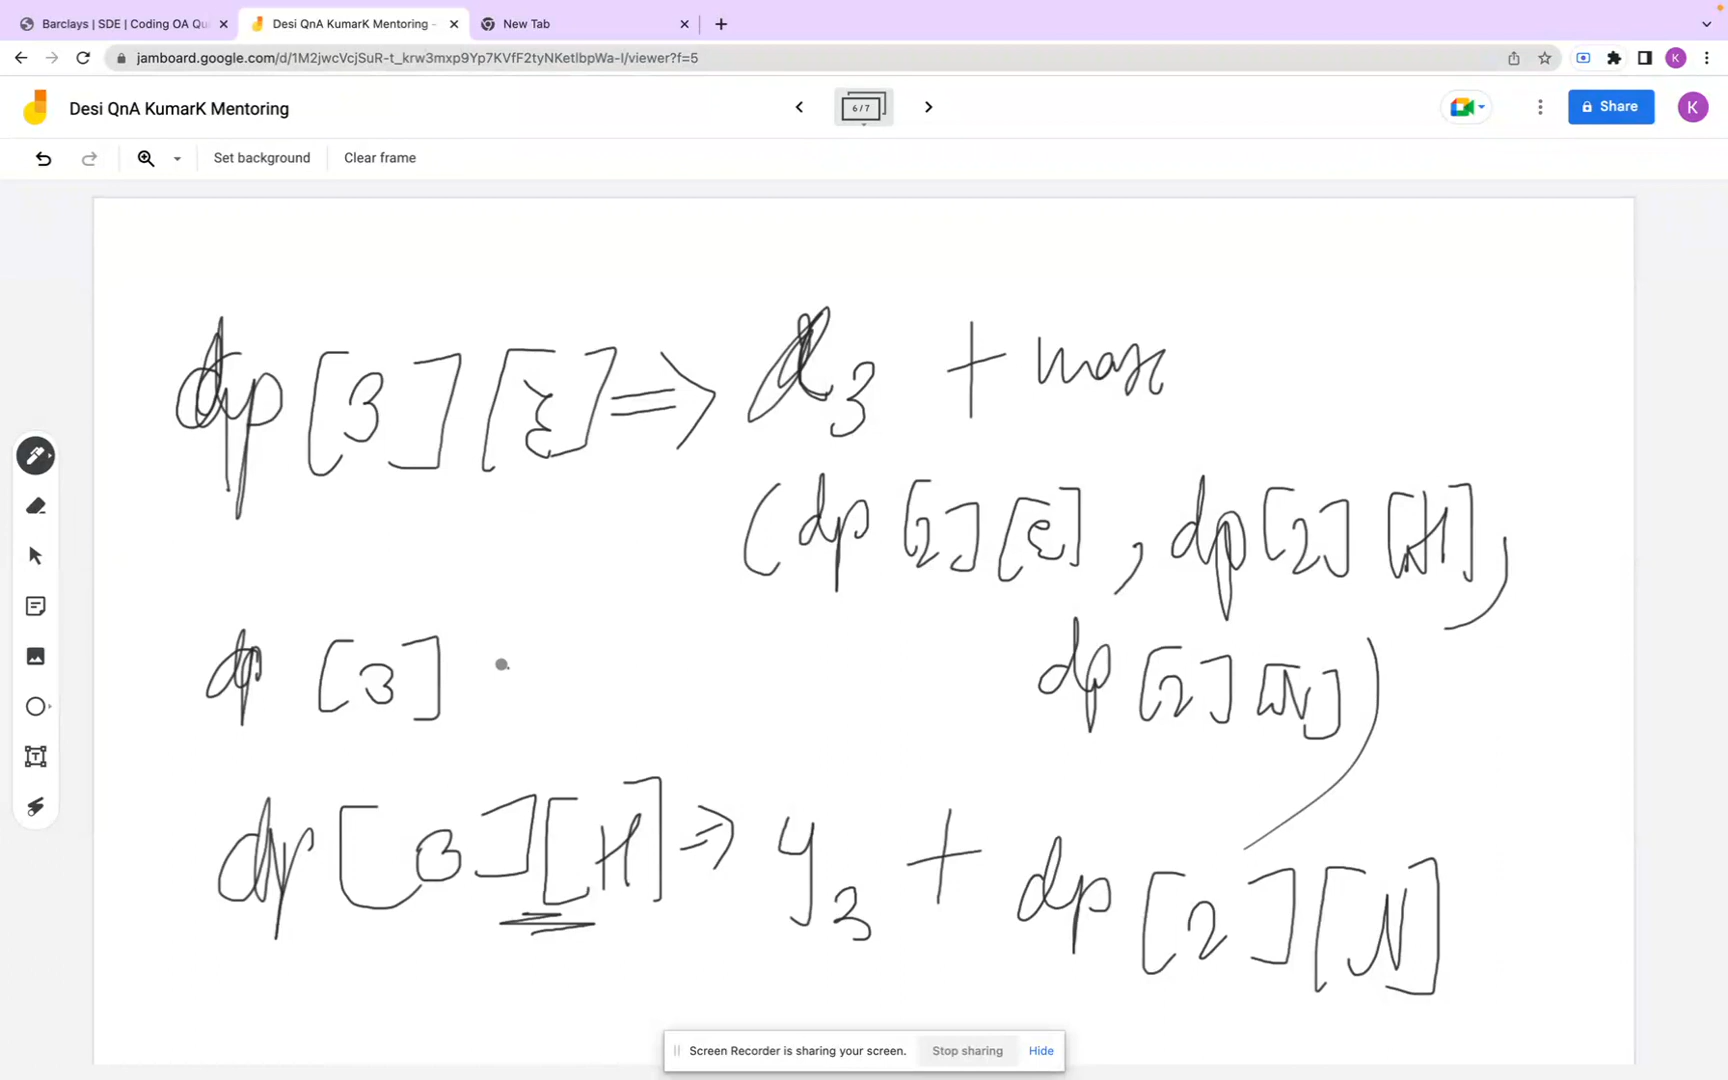 Barclays | SDE | Coding OA Qu
Desi QnA KumarK Mentoring -
New Tab
jamboard.google.com/d/1M2jwcVcjSuR-t_krw3mxp9Yp7KVfF2tyNKetlbpWa-I/viewer?f=5
K
Desi QnA KumarK Mentoring
6 / 7
Share
K
Set background
Clear frame
dp[3][ξ] => x3 + max
(dp[2][ε], dp[2][H],
dp[3]
dp[2][N])
dp[3][H] => y3 + dp[2][N]
Screen Recorder is sharing your screen.
Stop sharing
Hide